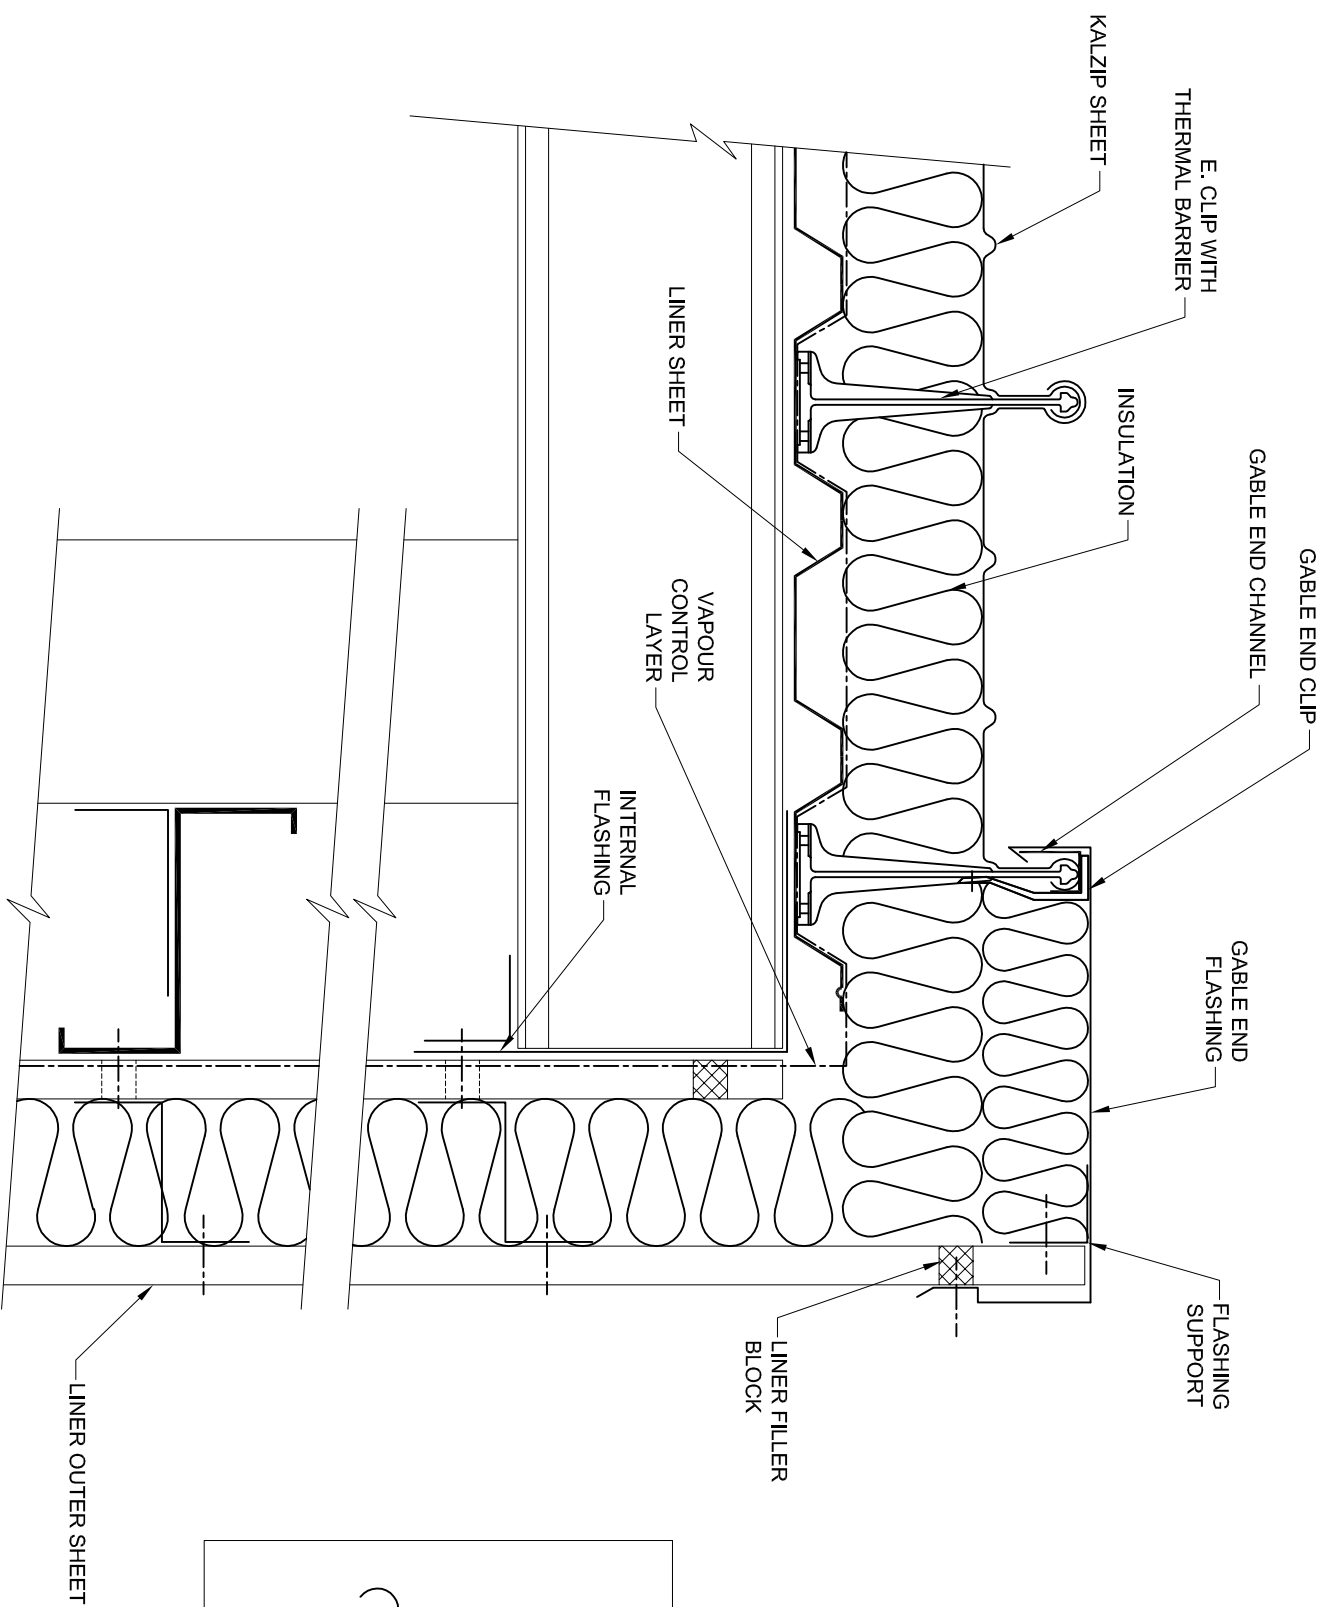 KALZIP SHEET
E. CLIP WITH
THERMAL BARRIER
INSULATION
GABLE END CHANNEL
GABLE END CLIP
GABLE END
FLASHING
FLASHING
SUPPORT
LINER SHEET
VAPOUR
CONTROL
LAYER
INTERNAL
FLASHING
LINER FILLER
BLOCK
LINER OUTER SHEET